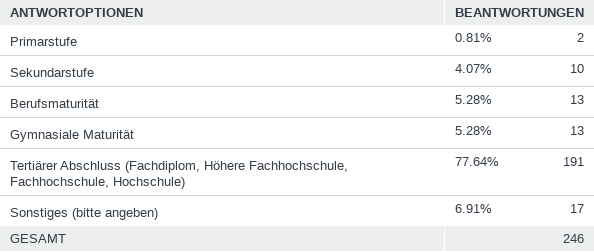 ANTWORTOPTIONEN BEANTWORTUNGEN
Primarstufe 0.81% 2
Sekundarstufe 4.07% 10
Berufsmaturität 5.28% 13
Gymnasiale Maturität 5.28% 13
Tertiärer Abschluss (Fachdiplom, Höhere Fachhochschule, 77.64% 191
Fachhochschule, Hochschule)
Sonstiges (bitte angeben) 6.91% 17
GESAMT 246